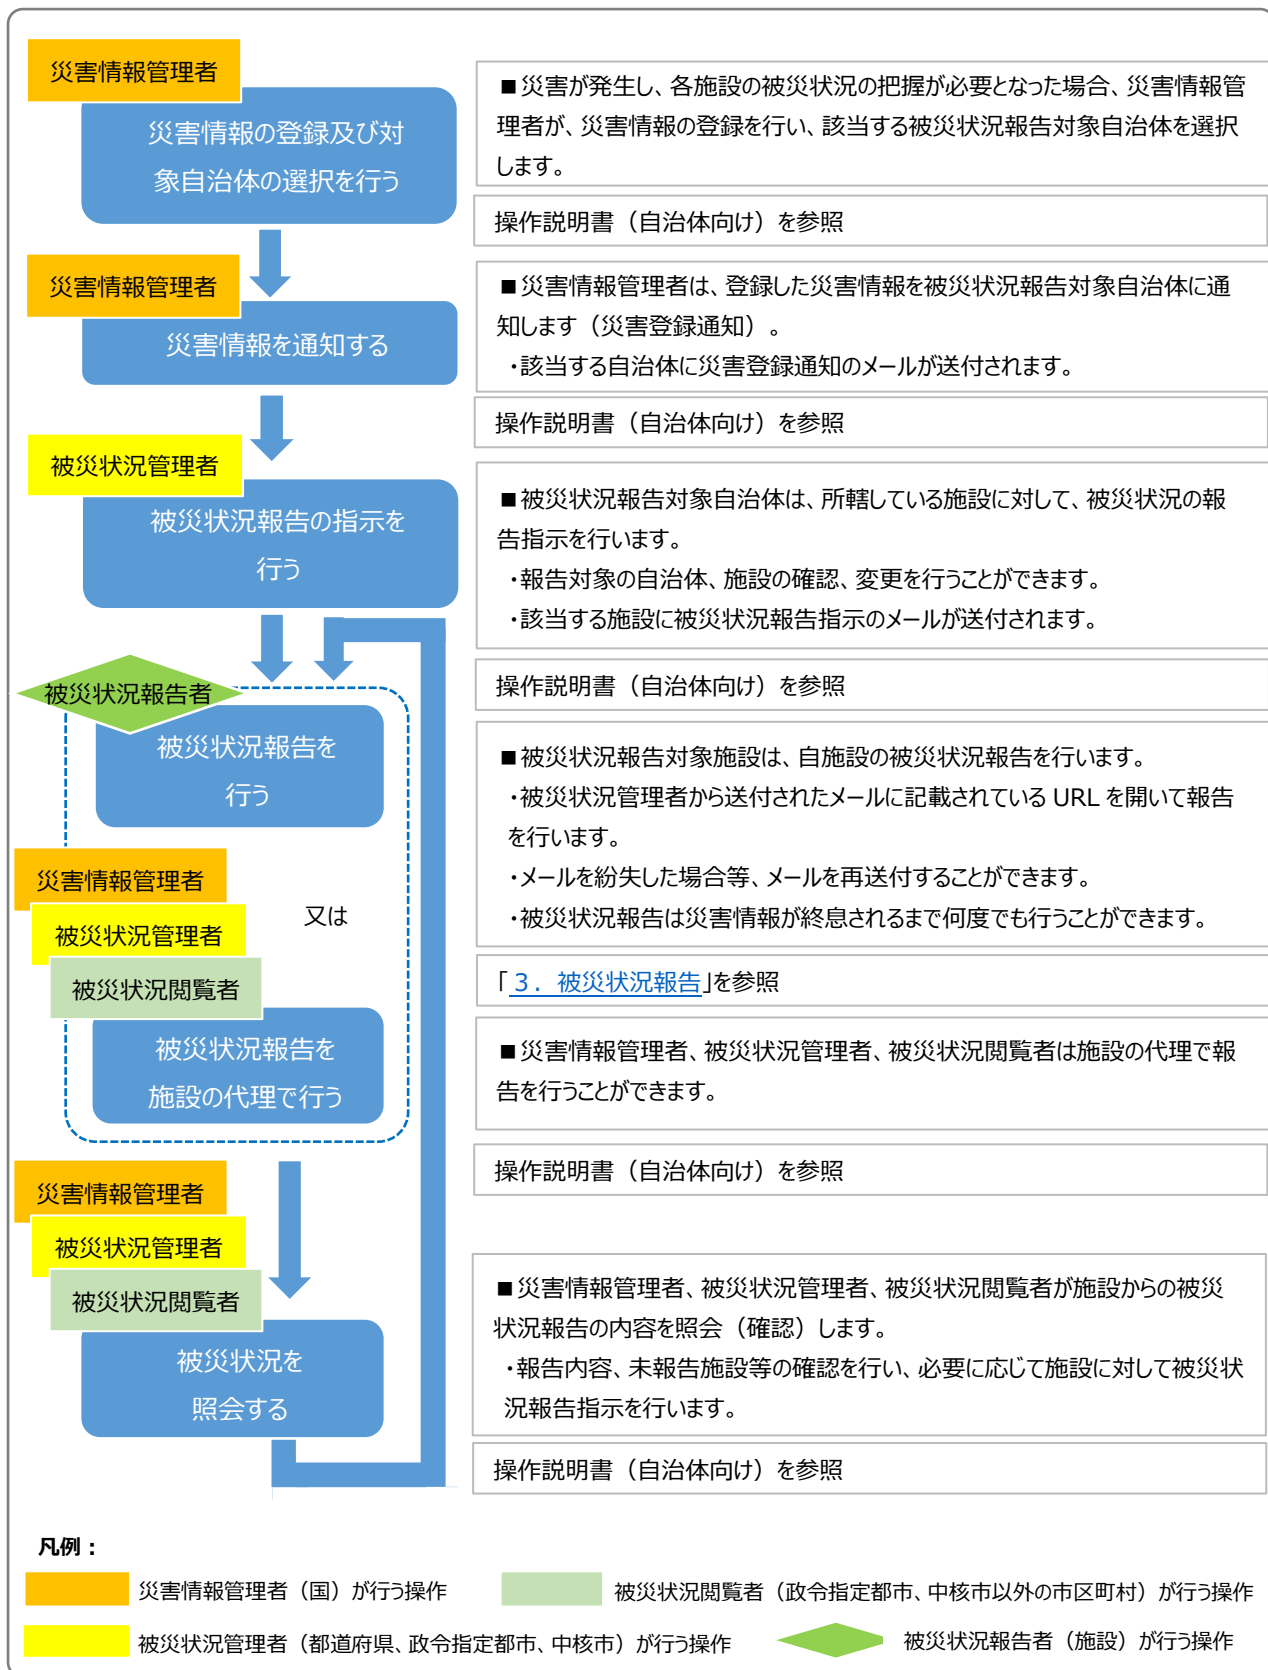 災害情報管理者
災害情報の登録及び対
象自治体の選択を行う
■災害が発生し、各施設の被災状況の把握が必要となった場合、災害情報管
理者が、災害情報の登録を行い、該当する被災状況報告対象自治体を選択
します。
操作説明書（自治体向け）を参照
災害情報管理者
災害情報を通知する
■災害情報管理者は、登録した災害情報を被災状況報告対象自治体に通
知します（災害登録通知）。
・該当する自治体に災害登録通知のメールが送付されます。
操作説明書（自治体向け）を参照
被災状況管理者
被災状況報告の指示を
行う
■被災状況報告対象自治体は、所轄している施設に対して、被災状況の報
告指示を行います。
・報告対象の自治体、施設の確認、変更を行うことができます。
・該当する施設に被災状況報告指示のメールが送付されます。
操作説明書（自治体向け）を参照
被災状況報告者
被災状況報告を
行う
■被災状況報告対象施設は、自施設の被災状況報告を行います。
・被災状況管理者から送付されたメールに記載されている URL を開いて報告
を行います。
・メールを紛失した場合等、メールを再送付することができます。
・被災状況報告は災害情報が終息されるまで何度でも行うことができます。
「３．被災状況報告」を参照
又は
災害情報管理者
被災状況管理者
被災状況閲覧者
被災状況報告を
施設の代理で行う
■災害情報管理者、被災状況管理者、被災状況閲覧者は施設の代理で報
告を行うことができます。
操作説明書（自治体向け）を参照
災害情報管理者
被災状況管理者
被災状況閲覧者
被災状況を
照会する
■災害情報管理者、被災状況管理者、被災状況閲覧者が施設からの被災
状況報告の内容を照会（確認）します。
・報告内容、未報告施設等の確認を行い、必要に応じて施設に対して被災状
況報告指示を行います。
操作説明書（自治体向け）を参照
凡例：
災害情報管理者（国）が行う操作
被災状況閲覧者（政令指定都市、中核市以外の市区町村）が行う操作
被災状況管理者（都道府県、政令指定都市、中核市）が行う操作
被災状況報告者（施設）が行う操作